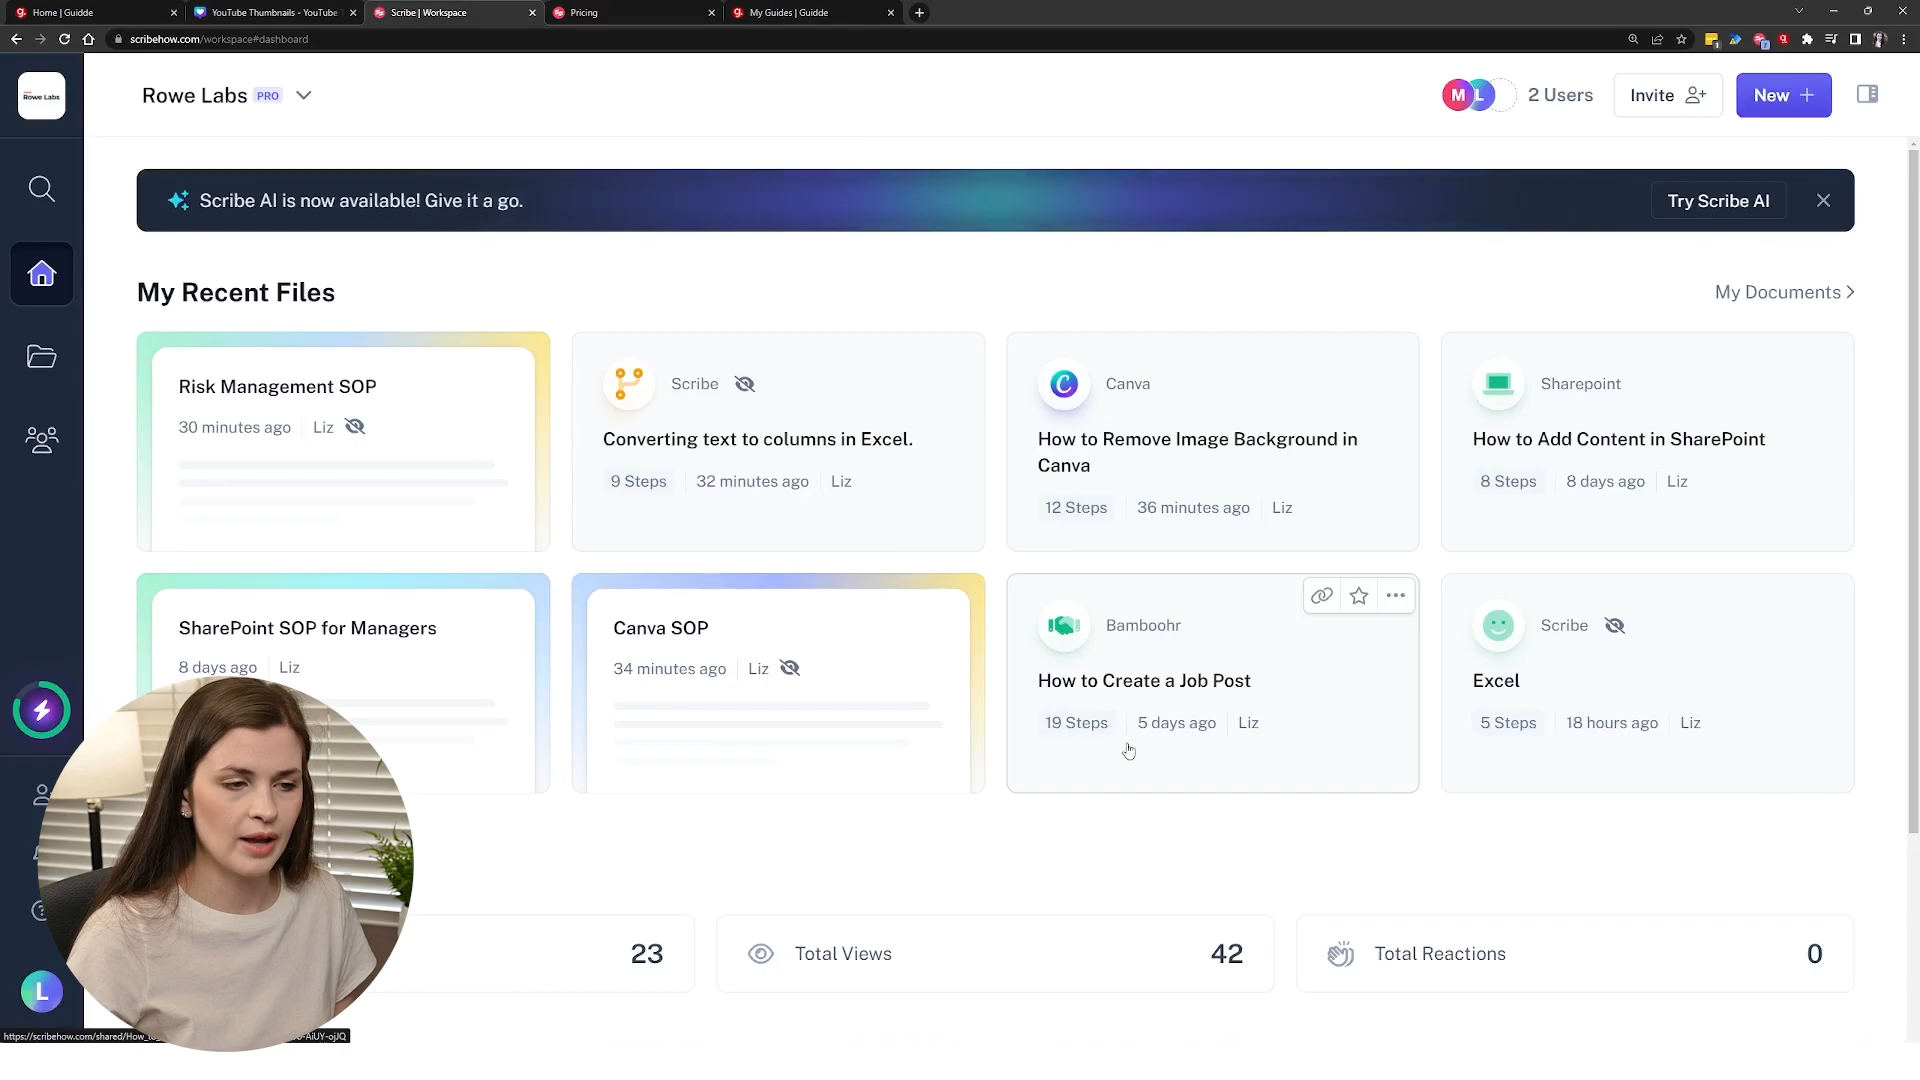 Home | Guidde
YouTube Thumbnails - YouTube
Scribe | Workspace
Pricing
My Guides | Guidde
scribehow.com/workspace#dashboard
Rowe Labs
Rowe Labs PRO
M L
2 Users
Invite
New +
Scribe AI is now available! Give it a go.
Try Scribe AI
My Recent Files
My Documents
Risk Management SOP
30 minutes ago Liz
Scribe
Converting text to columns in Excel.
9 Steps 32 minutes ago Liz
Canva
How to Remove Image Background in
Canva
12 Steps 36 minutes ago Liz
Sharepoint
How to Add Content in SharePoint
8 Steps 8 days ago Liz
SharePoint SOP for Managers
8 days ago Liz
Canva SOP
34 minutes ago Liz
Bamboohr
How to Create a Job Post
19 Steps 5 days ago Liz
Scribe
Excel
5 Steps 18 hours ago Liz
23
Total Views 42
Total Reactions 0
L
https://scribehow.com/shared/How_